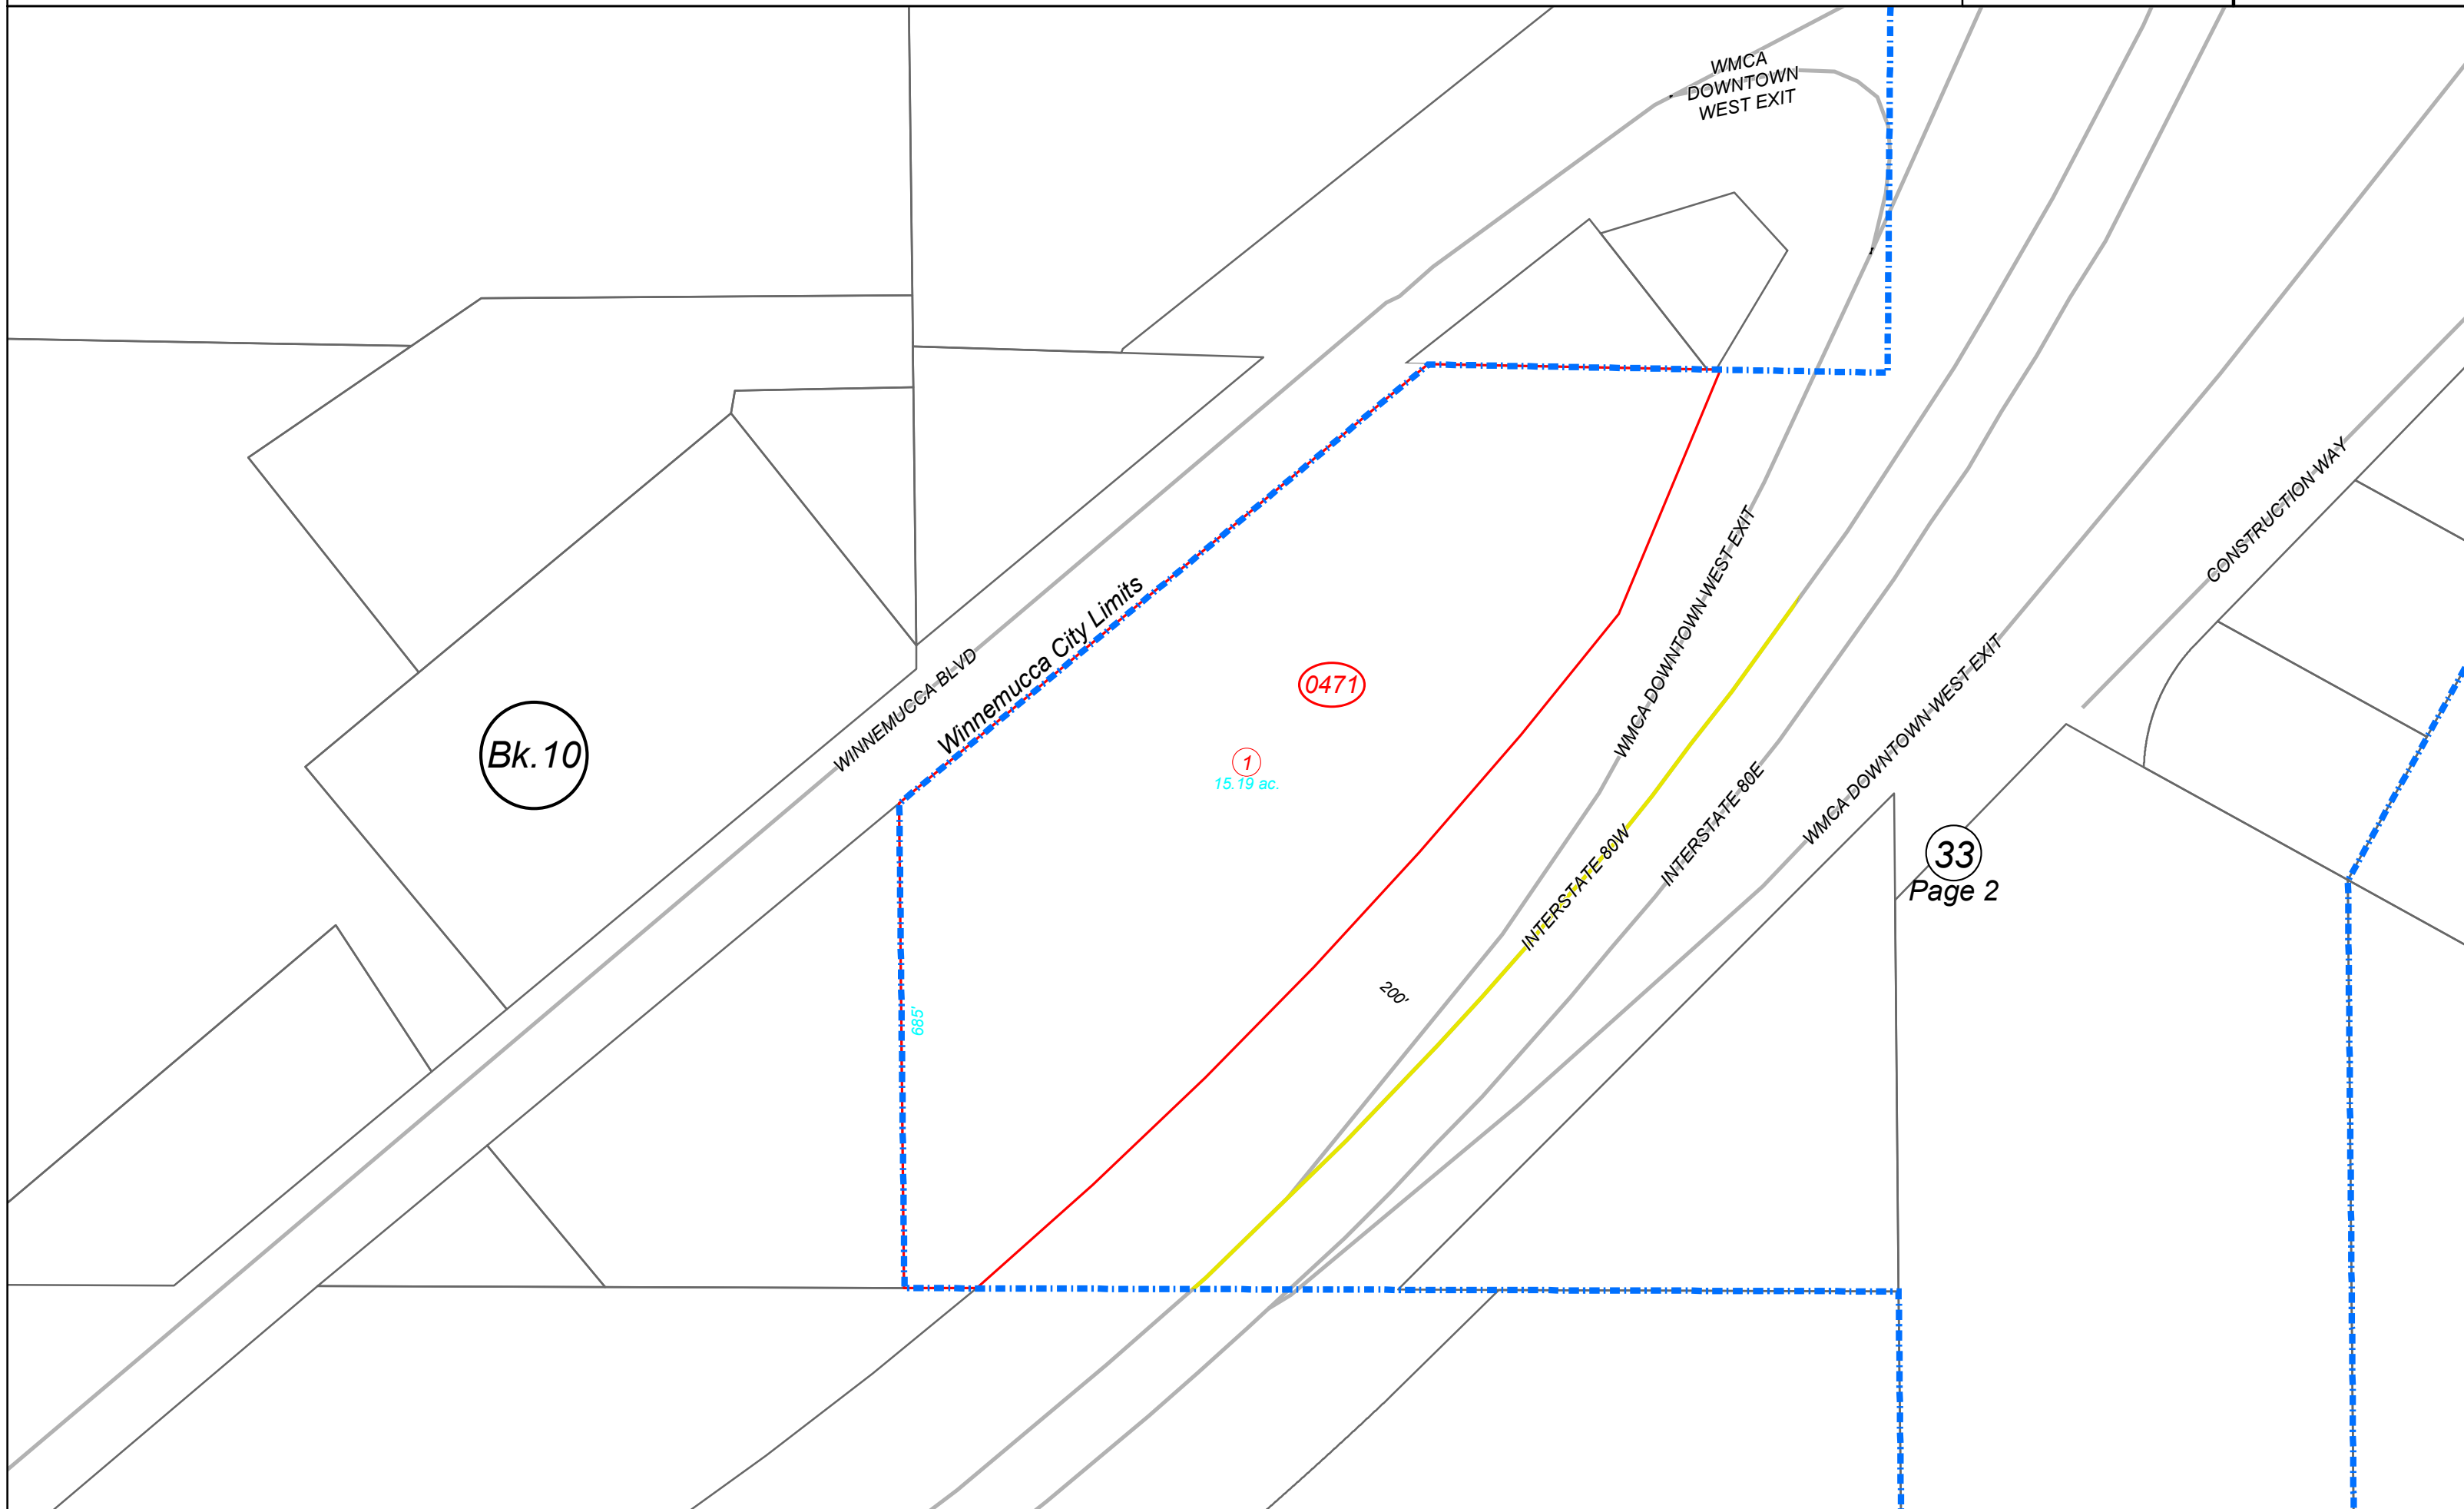 WMCA
DOWNTOWN
WEST EXIT
CONSTRUCTION WAY
WMCA DOWNTOWN WEST EXIT
Winnemucca City Limits
WINNEMUCCA BLVD
0471
Bk.10
1
15.19 ac.
WMCA DOWNTOWN WEST EXIT
INTERSTATE 80E
INTERSTATE 80W
33
Page 2
200'
685'